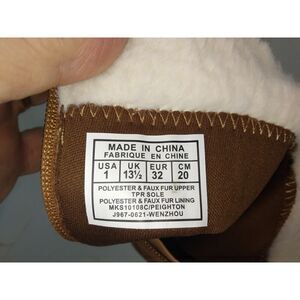 MADE IN CHINA
FABRIQUE EN CHINE
USA UK EUR CM
1 13½ 32 20
POLYESTER & FAUX FUR UPPER
TPR SOLE
POLYESTER & FAUX FUR LINING
MKS10108C/PEIGHTON
J967-0621-WENZHOU